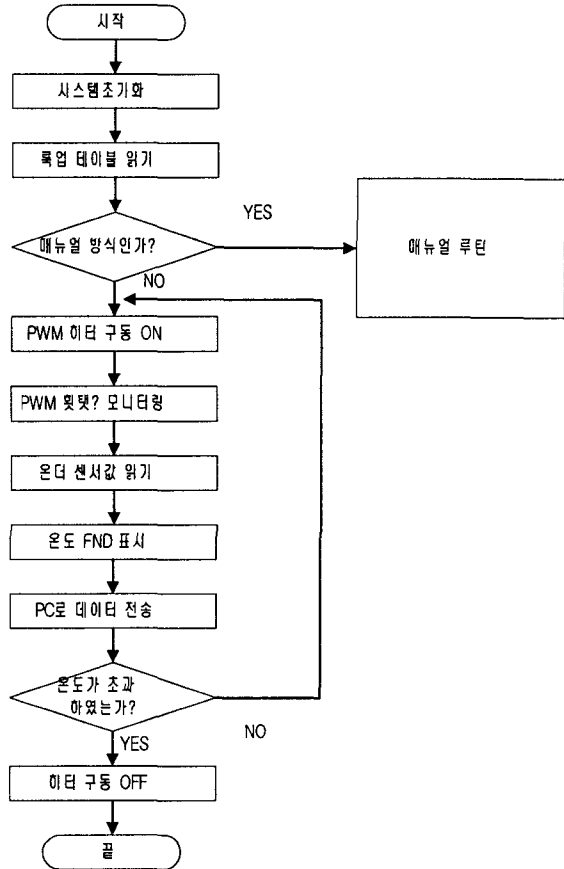 시작
시스템초기화
룩업 테이블 읽기
매뉴얼 방식인가?
YES
매뉴얼 루틴
NO
PWM 히터 구동 ON
PWM 모니터링
온더 센서값 읽기
온도 FND 표시
PC로 데이터 전송
온도가 초과
하였는가?
NO
YES
히터 구동 OFF
끝